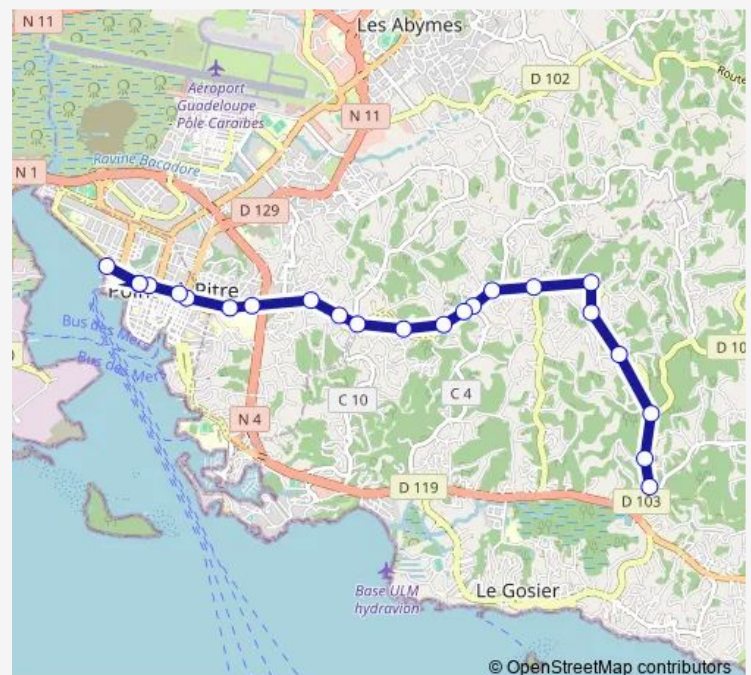 N 11
Les Abymes
D 102
Route
Aéroport
Guadeloupe
- Pôle Caraïbes
N 11
Ravine Bacadore
N 1
D 129
Pitre
Bus des Mers
Bus des Mers
D 10
C 10
C 4
N 4
D 119
D 103
Base ULM
hydravion
Le Gosier
© OpenStreetMap contributors